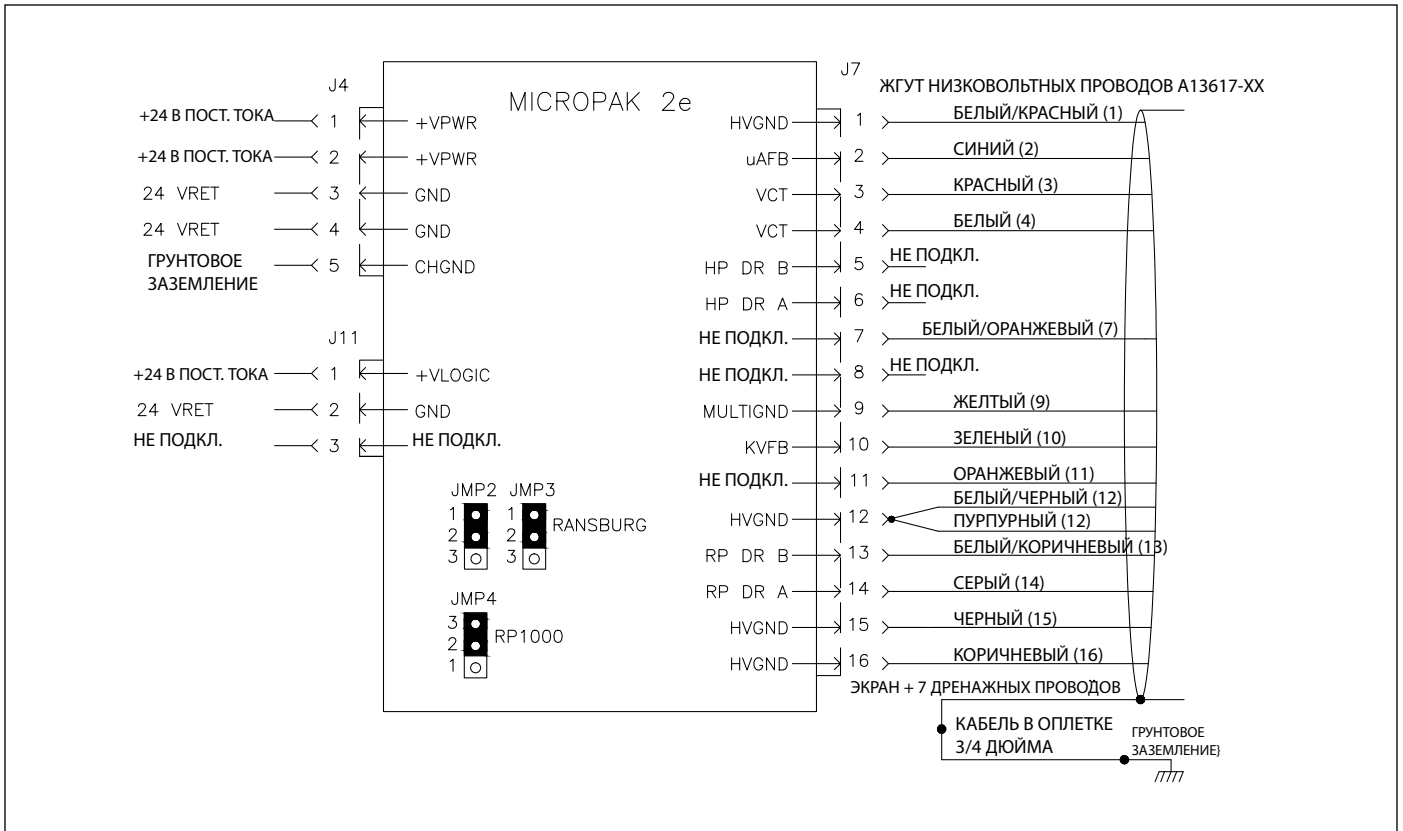 MICROPAK 2e
J4
+24 В ПОСТ. ТОКА 1 +VPWR
+24 В ПОСТ. ТОКА 2 +VPWR
24 VRET 3 GND
24 VRET 4 GND
ГРУНТОВОЕ
ЗАЗЕМЛЕНИЕ
5 CHGND
J11
+24 В ПОСТ. ТОКА 1 +VLOGIC
24 VRET 2 GND
НЕ ПОДКЛ. 3 НЕ ПОДКЛ.
JMP2 JMP3
1 1
2 2 RANSBURG
3 3
JMP4
3
2 RP1000
1
J7
ЖГУТ НИЗКОВОЛЬТНЫХ ПРОВОДОВ A13617-XX
HVGND 1 БЕЛЫЙ/КРАСНЫЙ (1)
uAFB 2 СИНИЙ (2)
VCT 3 КРАСНЫЙ (3)
VCT 4 БЕЛЫЙ (4)
HP DR B 5 НЕ ПОДКЛ.
HP DR A 6 НЕ ПОДКЛ.
НЕ ПОДКЛ. 7 БЕЛЫЙ/ОРАНЖЕВЫЙ (7)
НЕ ПОДКЛ. 8 НЕ ПОДКЛ.
MULTIGND 9 ЖЕЛТЫЙ (9)
KVFB 10 ЗЕЛЕНЫЙ (10)
НЕ ПОДКЛ. 11 ОРАНЖЕВЫЙ (11)
БЕЛЫЙ/ЧЕРНЫЙ (12)
HVGND 12 ПУРПУРНЫЙ (12)
RP DR B 13 БЕЛЫЙ/КОРИЧНЕВЫЙ (13)
RP DR A 14 СЕРЫЙ (14)
HVGND 15 ЧЕРНЫЙ (15)
HVGND 16 КОРИЧНЕВЫЙ (16)
ЭКРАН + 7 ДРЕНАЖНЫХ ПРОВОДОВ
КАБЕЛЬ В ОПЛЕТКЕ
3/4 ДЮЙМА
ГРУНТОВОЕ
ЗАЗЕМЛЕНИЕ}